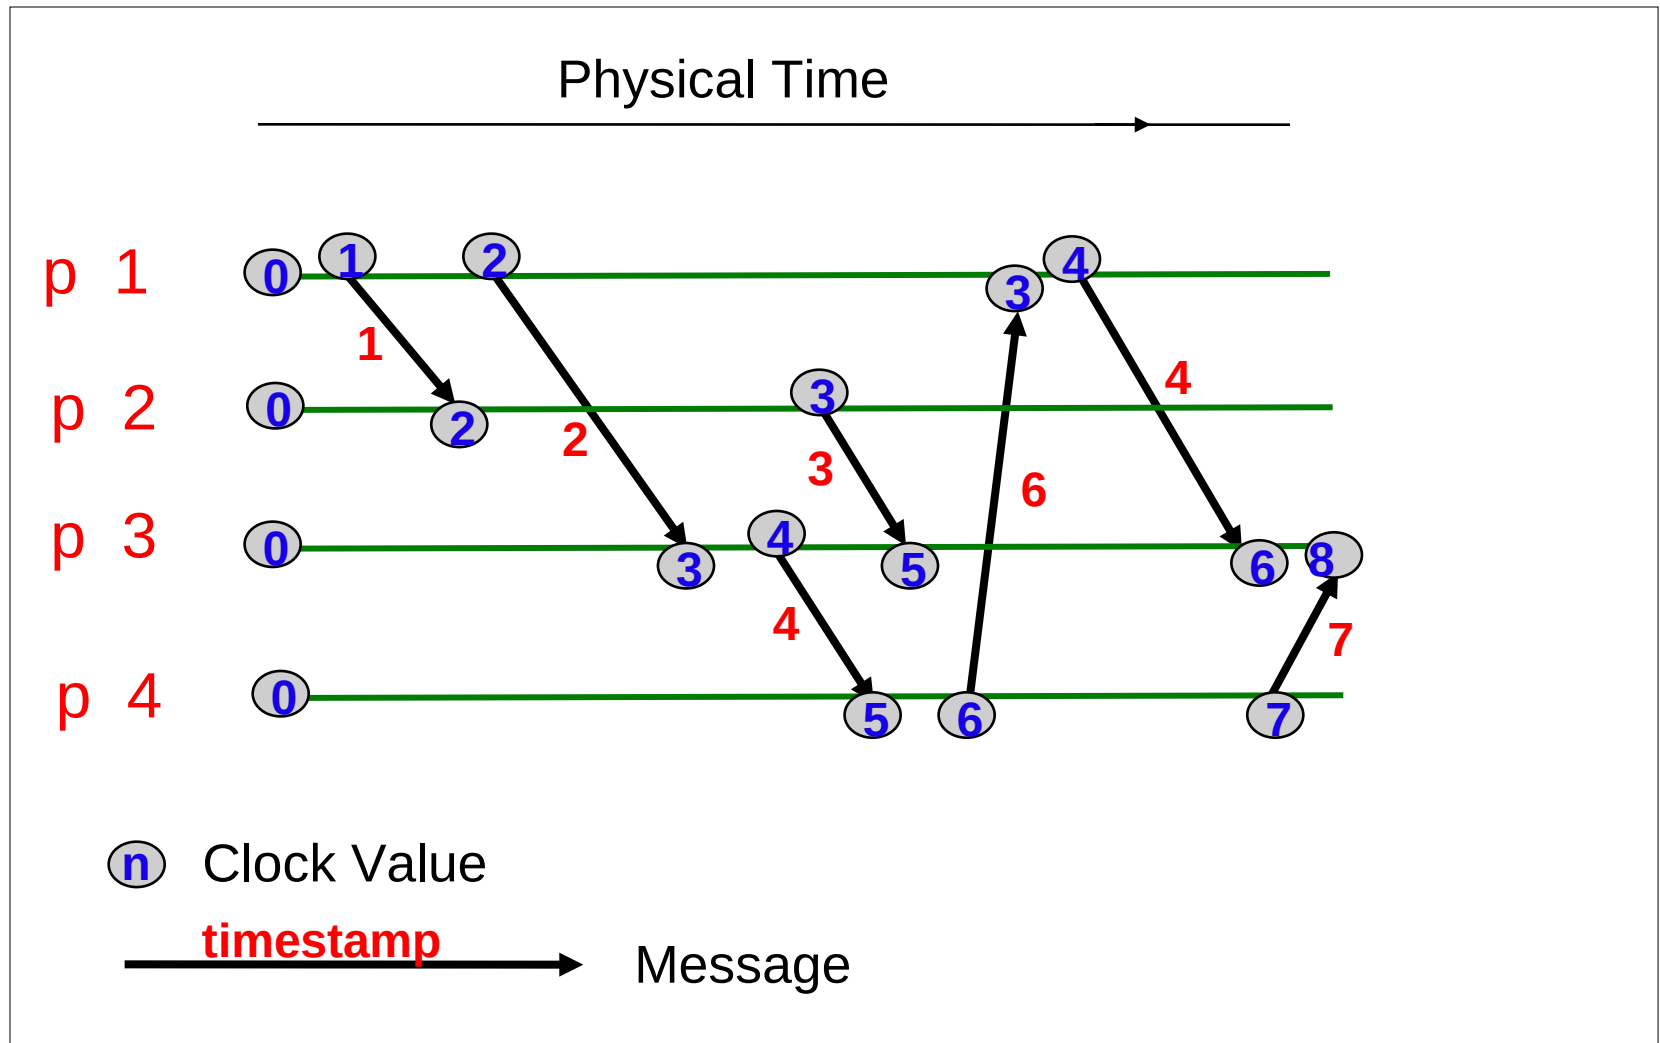 Physical Time
p 1 0 1 2 3 4
1 4
p 2 0 2 3
2 3 6
p 3 0 3 4 5 6 8
4 7
p 4 0 5 6 7
n Clock Value
timestamp
Message